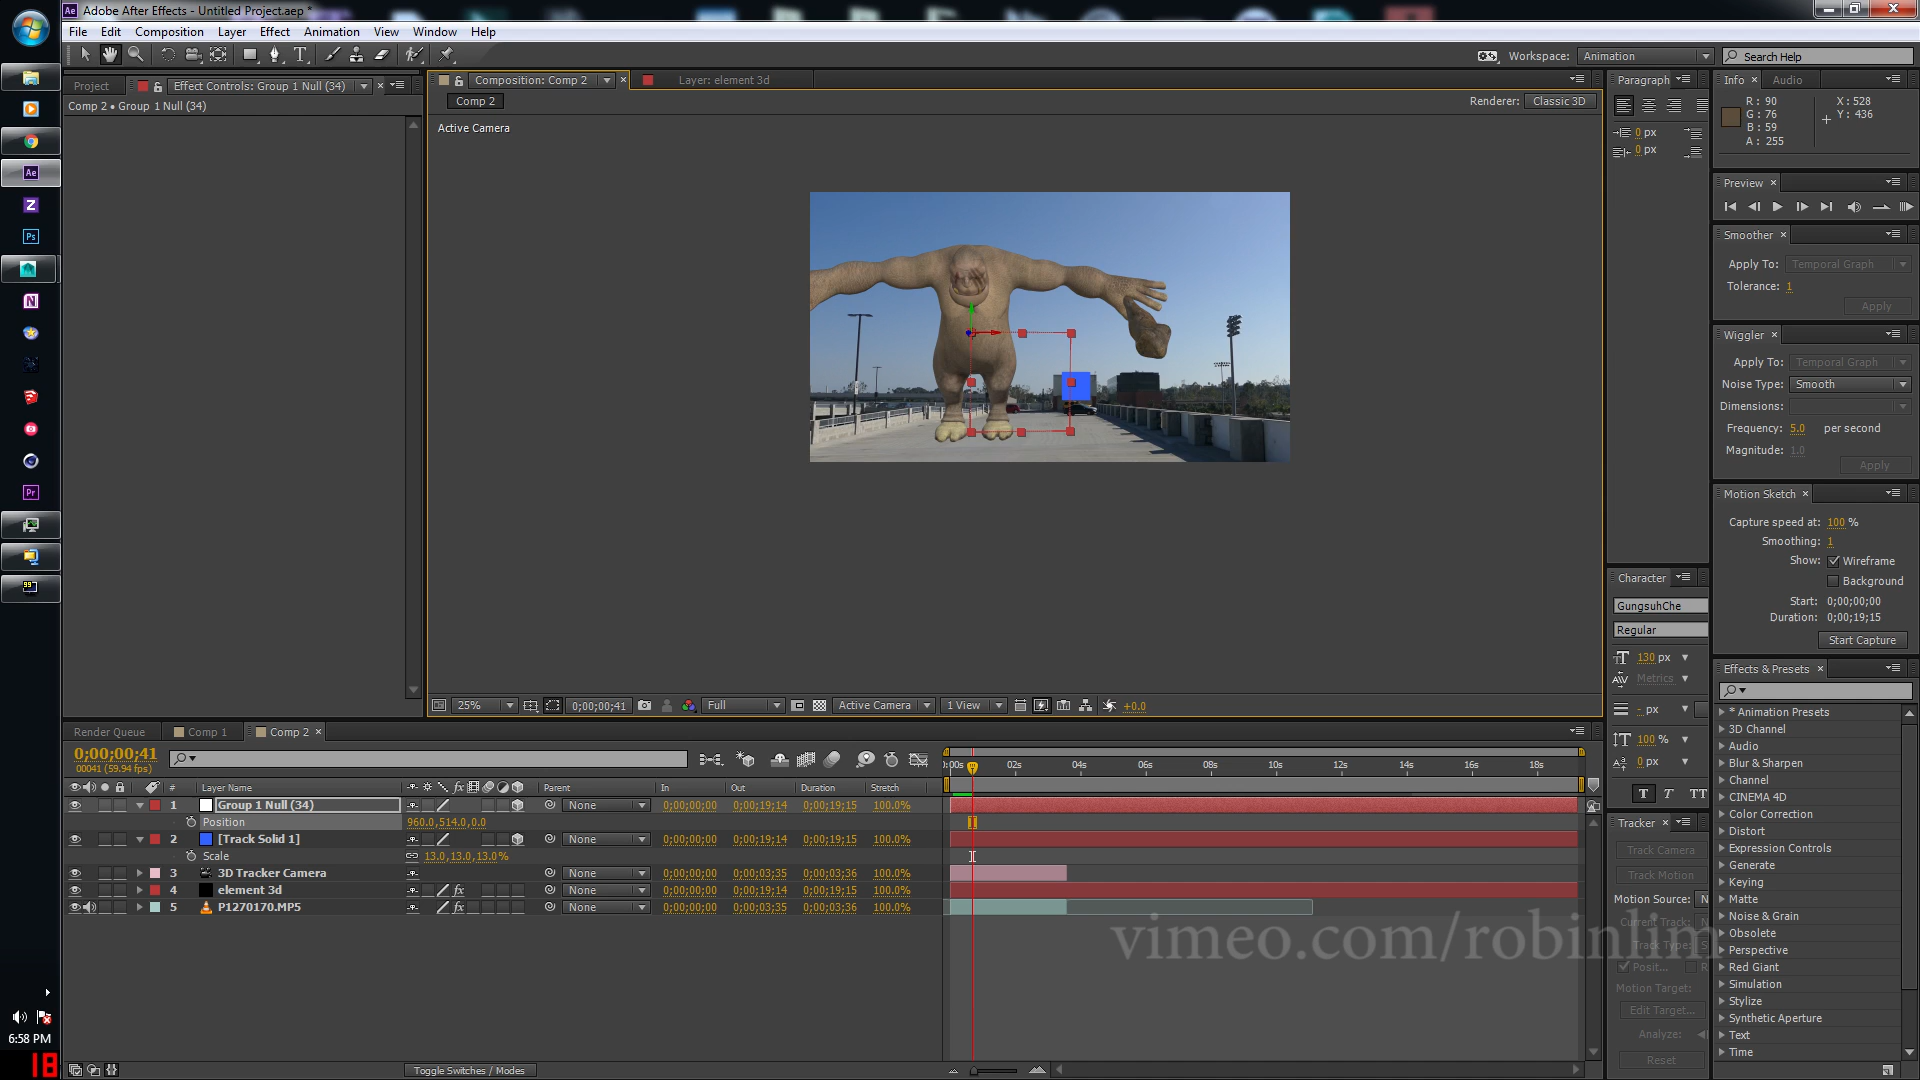 Adobe After Effects - Untitled Project.aep *
File Edit Composition Layer Effect Animation View Window Help
Workspace: Animation Search Help
Project Effect Controls: Group 1 Null (34)
Comp 2 • Group 1 Null (34)
Composition: Comp 2 Layer: element 3d
Comp 2
Renderer: Classic 3D
Active Camera
25% 0;00;00;41 Full Active Camera 1 View +0.0
Paragraph
0 px
0 px
Info Audio
R: 90
G: 76
B: 59
A: 255
X: 528
Y: 436
Preview
Smoother
Apply To: Temporal Graph
Tolerance: 1
Apply
Wiggler
Apply To: Temporal Graph
Noise Type: Smooth
Dimensions:
Frequency: 5.0 per second
Magnitude: 1.0
Apply
Motion Sketch
Capture speed at: 100 %
Smoothing: 1
Show: Wireframe
Background
Start: 0;00;00;00
Duration: 0;00;19;15
Start Capture
Character
GungsuhChe
Regular
130 px
Metrics
- px
100 %
0 px
T T TT
Effects & Presets
* Animation Presets
3D Channel
Audio
Blur & Sharpen
Channel
CINEMA 4D
Color Correction
Distort
Expression Controls
Generate
Keying
Matte
Noise & Grain
Obsolete
Perspective
Red Giant
Simulation
Stylize
Synthetic Aperture
Text
Time
Tracker
Track Camera
Track Motion
Motion Source: N
Current Track:
Track Type: S
Posit... R
Motion Target:
Edit Target...
Analyze:
Reset
Render Queue Comp 1 Comp 2
0;00;00;41
00041 (59.94 fps)
# Layer Name Parent In Out Duration Stretch
1 Group 1 Null (34) None 0;00;00;00 0;00;19;14 0;00;19;15 100.0%
Position 960.0,514.0,0.0
2 [Track Solid 1] None 0;00;00;00 0;00;19;14 0;00;19;15 100.0%
Scale 13.0,13.0,13.0%
3 3D Tracker Camera None 0;00;00;00 0;00;03;35 0;00;03;36 100.0%
4 element 3d None 0;00;00;00 0;00;19;14 0;00;19;15 100.0%
5 P1270170.MP5 None 0;00;00;00 0;00;03;35 0;00;03;36 100.0%
):00s 02s 04s 06s 08s 10s 12s 14s 16s 18s
vimeo.com/robinlim
Toggle Switches / Modes
6:58 PM
18